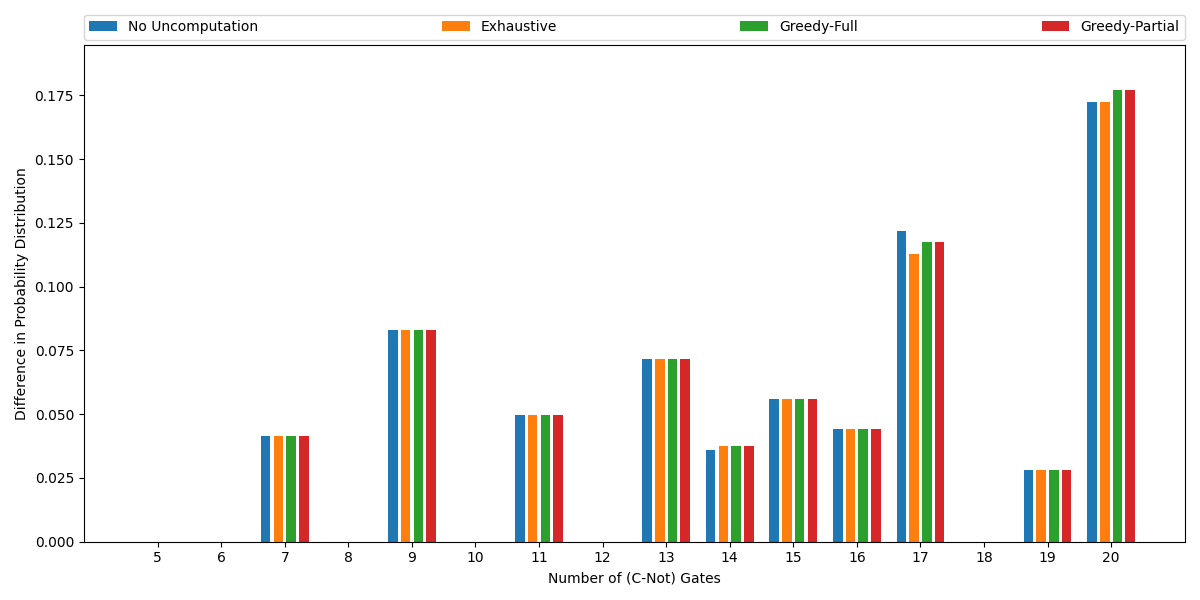 No Uncomputation Exhaustive Greedy-Full Greedy-Partial
Difference in Probability Distribution
0.175
0.150
0.125
0.100
0.075
0.050
0.025
0.000
5 6 7 8 9 10 11 12 13 14 15 16 17 18 19 20
Number of (C-Not) Gates